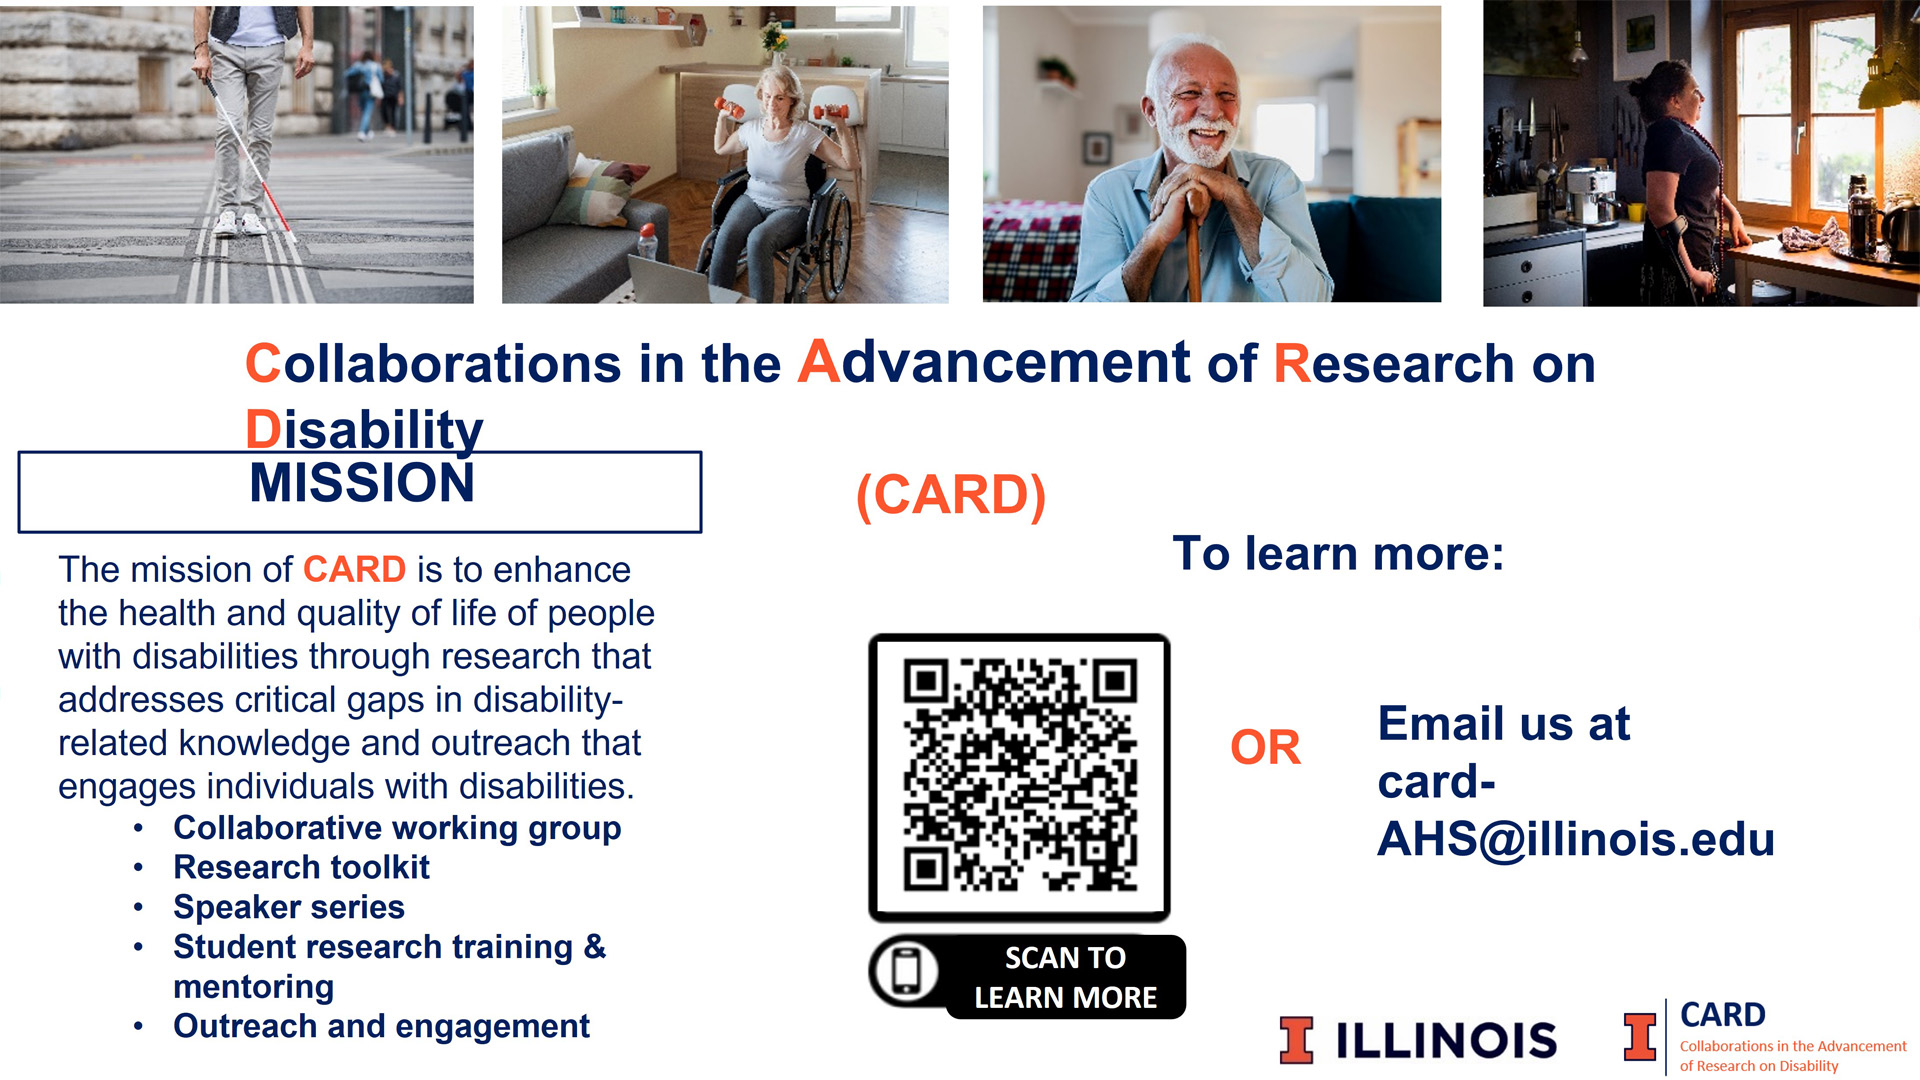 Collaborations in the Advancement of Research on
Disability
(CARD)
MISSION
The mission of CARD is to enhance
the health and quality of life of people
with disabilities through research that
addresses critical gaps in disability-
related knowledge and outreach that
engages individuals with disabilities.
• Collaborative working group
• Research toolkit
• Speaker series
• Student research training &
mentoring
• Outreach and engagement
To learn more:
SCAN TO
LEARN MORE
OR
Email us at
card-
AHS@illinois.edu
I ILLINOIS
I CARD
Collaborations in the Advancement
of Research on Disability